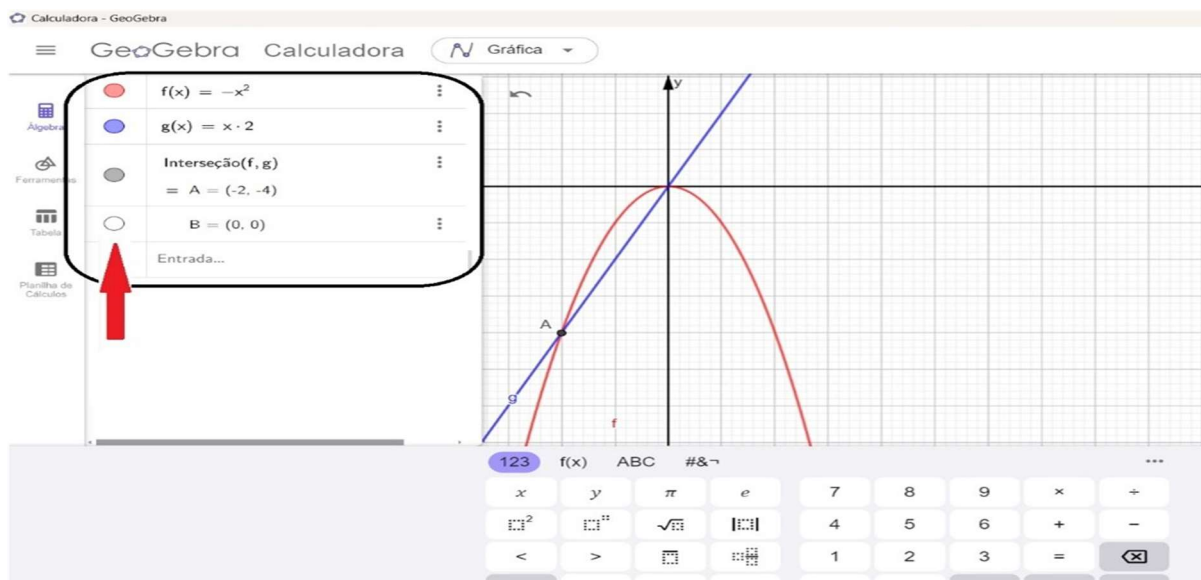 Calculadora - GeoGebra
GeoGebra Calculadora Gráfica
f(x) = −x²
g(x) = x · 2
Interseção(f, g)
= A = (-2, -4)
B = (0, 0)
Entrada...
Álgebra
Ferramentas
Tabela
Planilha de
Cálculos
y
A
g
f
123 f(x) ABC #&¬ ...
x y π e 7 8 9 × ÷
² √ 4 5 6 + −
< > 1 2 3 =